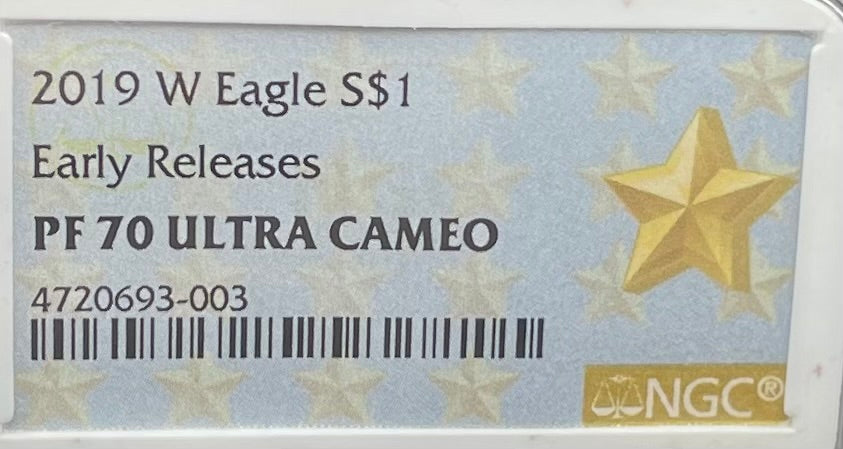 2019 W Eagle S$1
Early Releases
PF 70 ULTRA CAMEO
4720693-003
NGC®